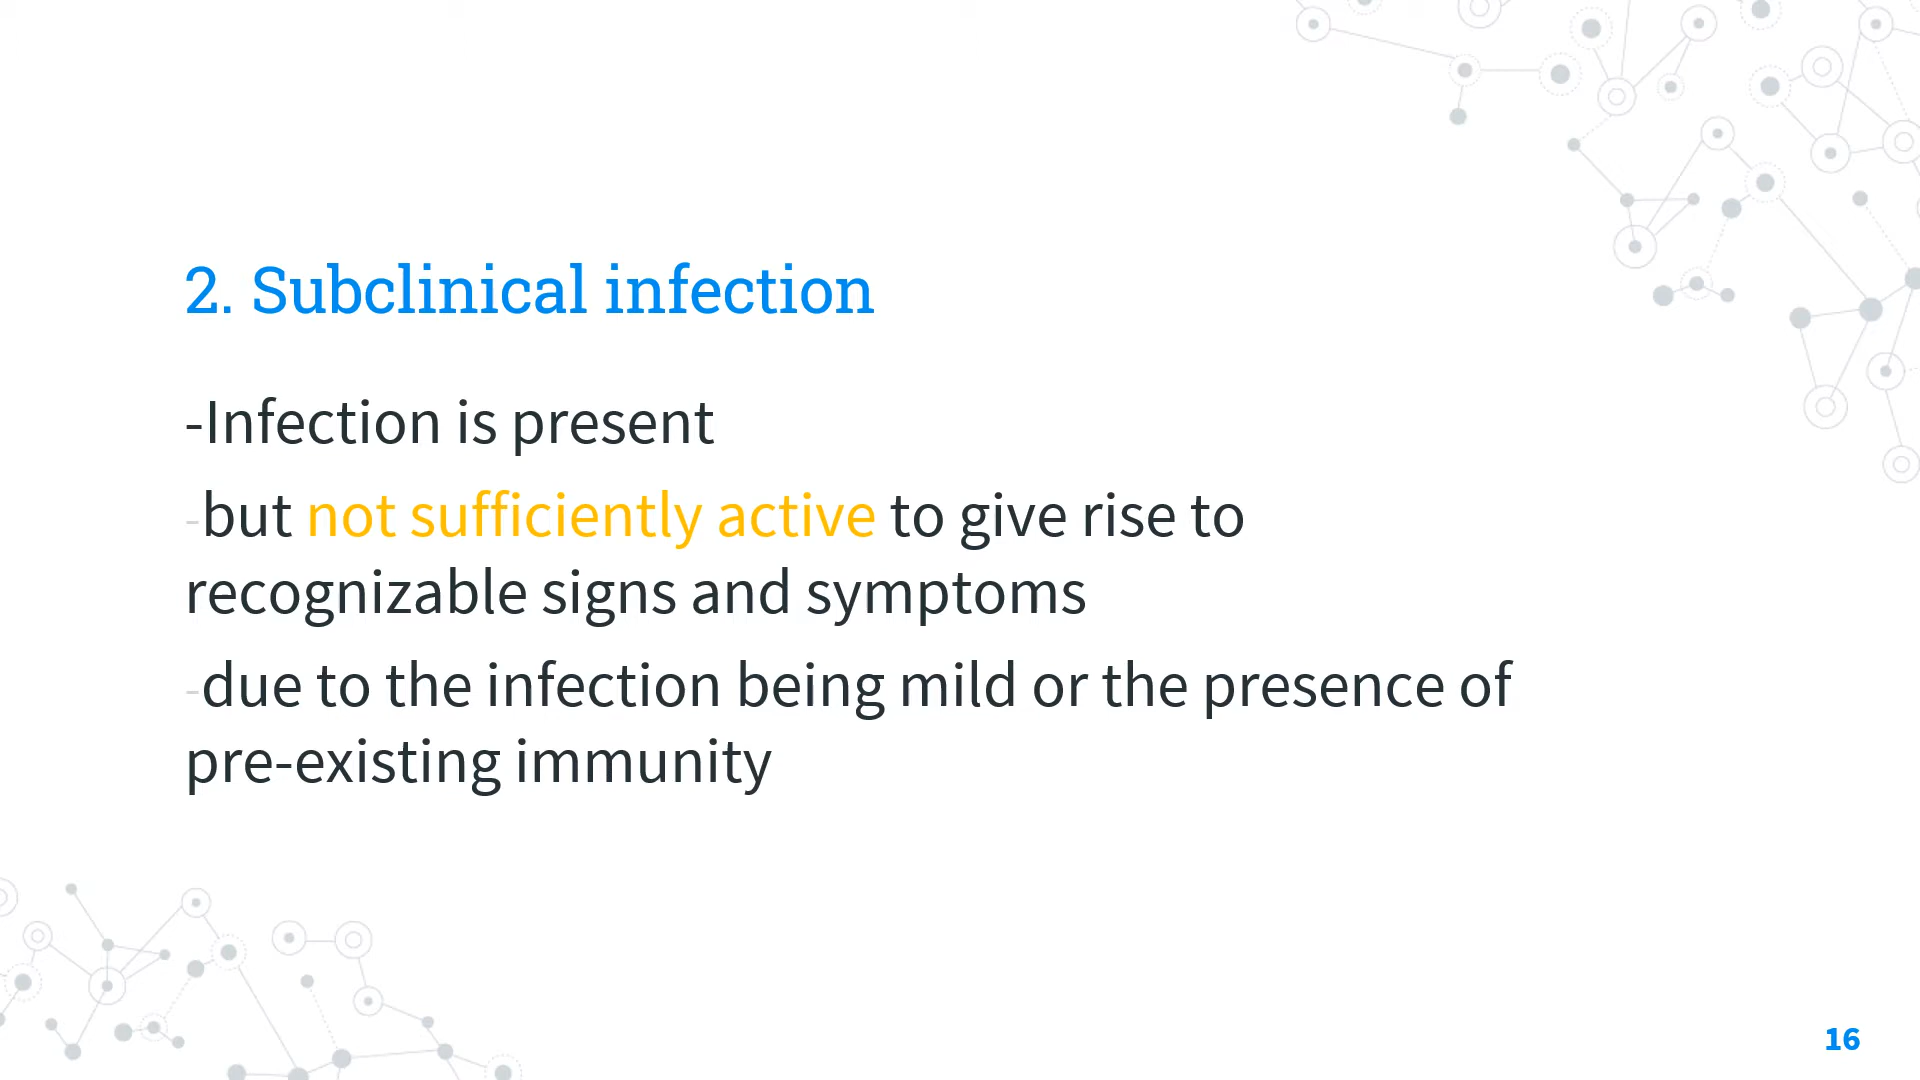 2. Subclinical infection
-Infection is present
-but not sufficiently active to give rise to
recognizable signs and symptoms
-due to the infection being mild or the presence of
pre-existing immunity
16